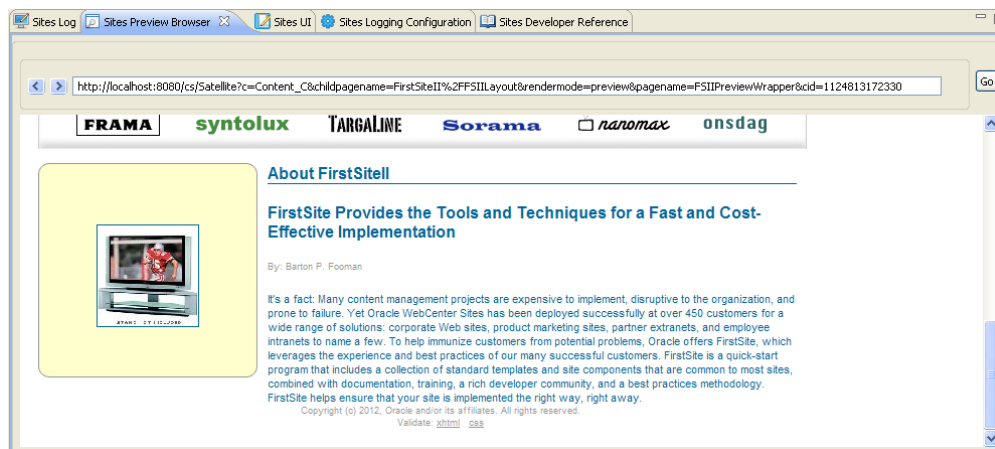 Sites Log Sites Preview Browser Sites UI Sites Logging Configuration Sites Developer Reference
http://localhost:8080/cs/Satellite?c=Content_C&childpagename=FirstSiteII%2FFSIILayout&rendermode=preview&pagename=FSIIPreviewWrapper&cid=1124813172330 Go
FRAMA syntolux TARGALINE Sorama nanomax onsdag
About FirstSiteII
FirstSite Provides the Tools and Techniques for a Fast and Cost-
Effective Implementation
By: Barton P. Fooman
STAND BY INCLUDED
It's a fact: Many content management projects are expensive to implement, disruptive to the organization, and
prone to failure. Yet Oracle WebCenter Sites has been deployed successfully at over 450 customers for a
wide range of solutions: corporate Web sites, product marketing sites, partner extranets, and employee
intranets to name a few. To help immunize customers from potential problems, Oracle offers FirstSite, which
leverages the experience and best practices of our many successful customers. FirstSite is a quick-start
program that includes a collection of standard templates and site components that are common to most sites,
combined with documentation, training, a rich developer community, and a best practices methodology.
FirstSite helps ensure that your site is implemented the right way, right away.
Copyright (c) 2012, Oracle and/or its affiliates. All rights reserved.
Validate: xhtml css